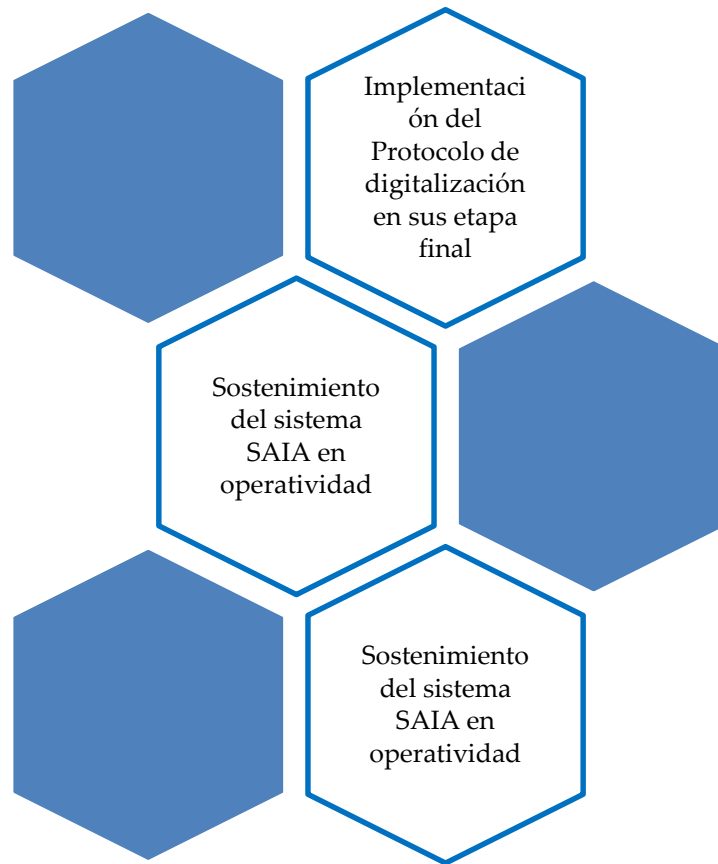 Implementaci
ón del
Protocolo de
digitalización
en sus etapa
final
Sostenimiento
del sistema
SAIA en
operatividad
Sostenimiento
del sistema
SAIA en
operatividad